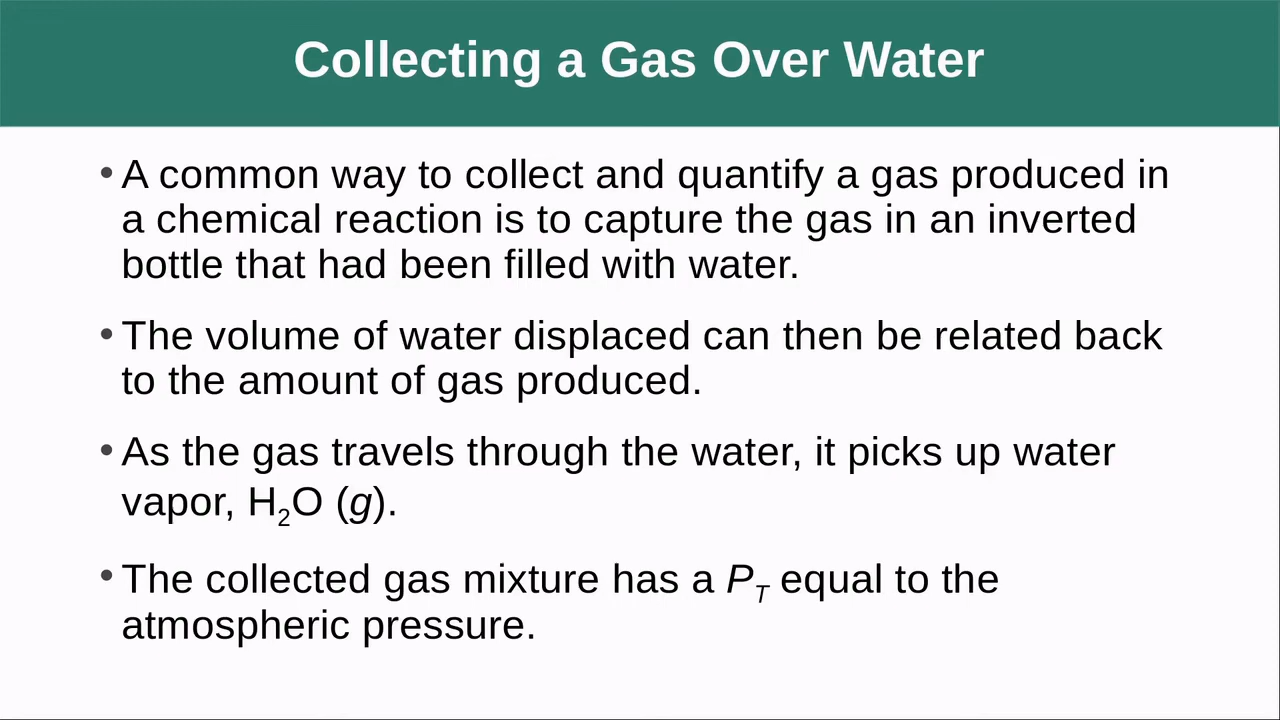 Collecting a Gas Over Water
• A common way to collect and quantify a gas produced in
a chemical reaction is to capture the gas in an inverted
bottle that had been filled with water.
• The volume of water displaced can then be related back
to the amount of gas produced.
• As the gas travels through the water, it picks up water
vapor, H₂O (g).
• The collected gas mixture has a P_T equal to the
atmospheric pressure.